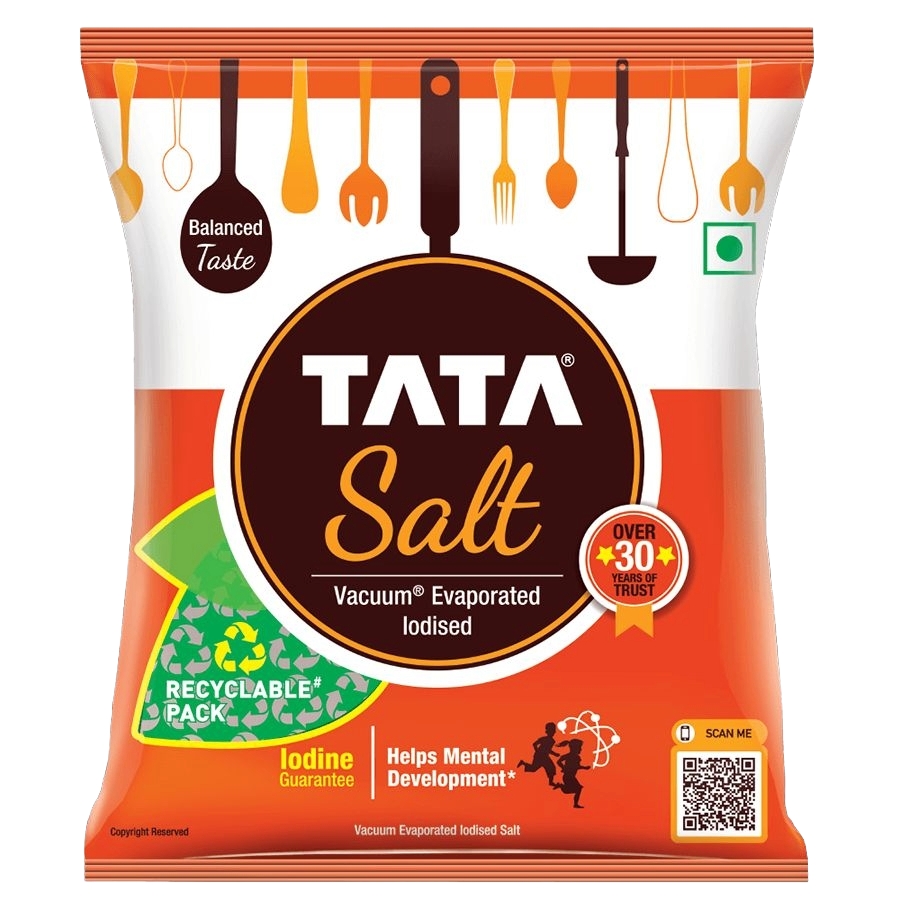 Balanced
Taste
TATA®
Salt
Vacuum® Evaporated
Iodised
OVER
30
YEARS OF
TRUST
RECYCLABLE#
PACK
Iodine
Guarantee
Helps Mental
Development*
SCAN ME
Copyright Reserved
Vacuum Evaporated Iodised Salt